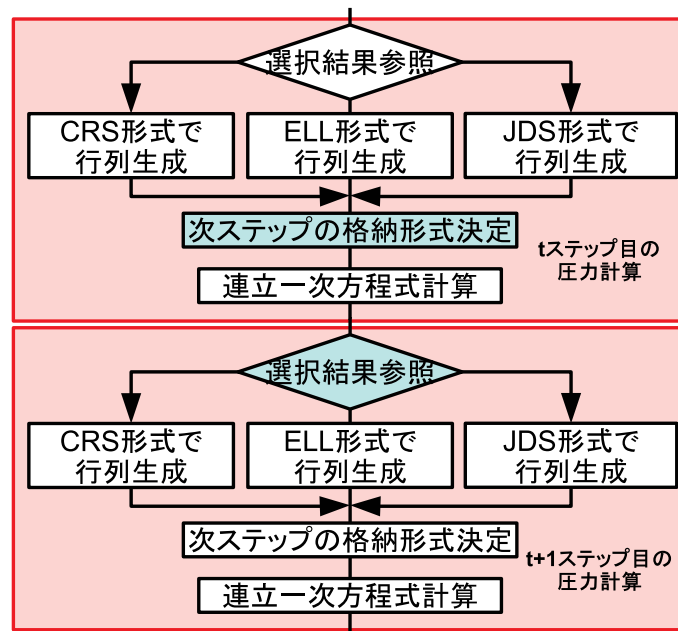 選択結果参照
CRS形式で
行列生成
ELL形式で
行列生成
JDS形式で
行列生成
次ステップの格納形式決定
tステップ目の
圧力計算
連立一次方程式計算
選択結果参照
CRS形式で
行列生成
ELL形式で
行列生成
JDS形式で
行列生成
次ステップの格納形式決定
t+1ステップ目の
圧力計算
連立一次方程式計算